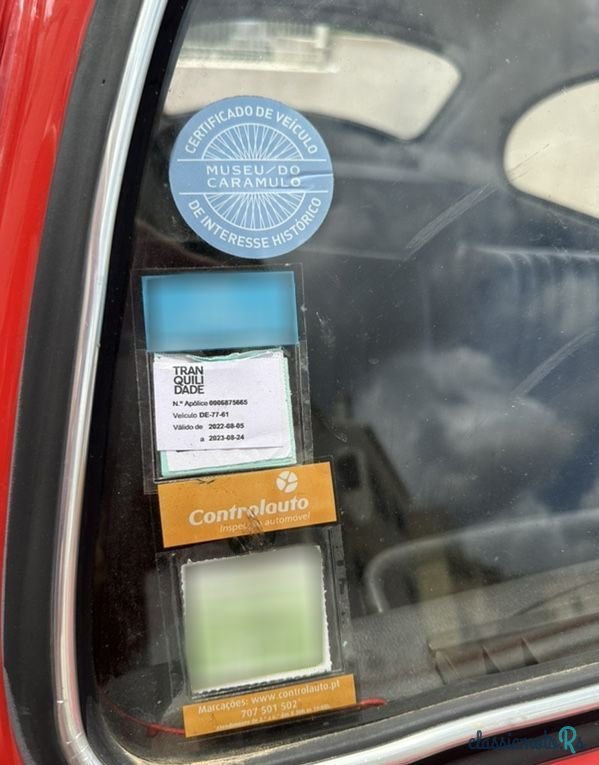 CERTIFICADO DE VEÍCULO
MUSEU/DO
CARAMULO
DE INTERESSE HISTÓRICO
TRAN
QUILI
DADE
N.º Apólice 0006875665
Veículo DE-77-61
Válido de 2022-08-05
a 2023-08-24
Controlauto
Inspecção automóvel
Marcações: www.controlauto.pt
707 501 502
classicmotoRs